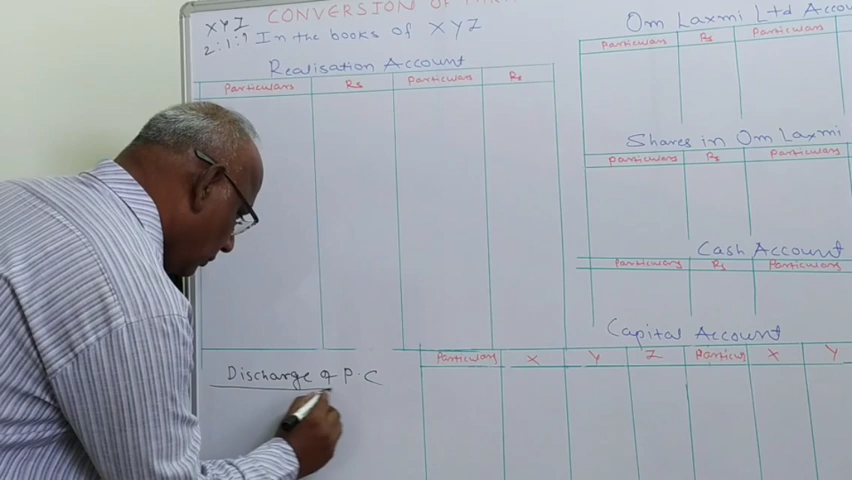 CONVERSION OF
X Y Z
2:1:1
In the books of XYZ
Realisation Account
Particulars Rs Particulars Rs
Discharge of P.C
Om Laxmi Ltd Accou
Particulars Rs Particulars
Shares in Om Laxmi
Particulars Rs Particulars
Cash Account
Particulars Rs Particulars
Capital Account
Particulars X Y Z Particus X Y